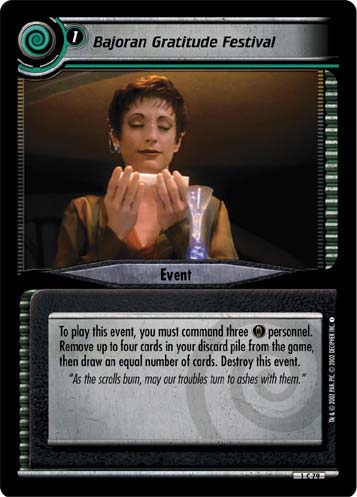 1 Bajoran Gratitude Festival
Event
To play this event, you must command three personnel.
Remove up to four cards in your discard pile from the game,
then draw an equal number of cards. Destroy this event.
"As the scrolls burn, may our troubles turn to ashes with them."
TM & © 2002 PAR. PIC. © 2002 DECIPHER INC.
1 C 79